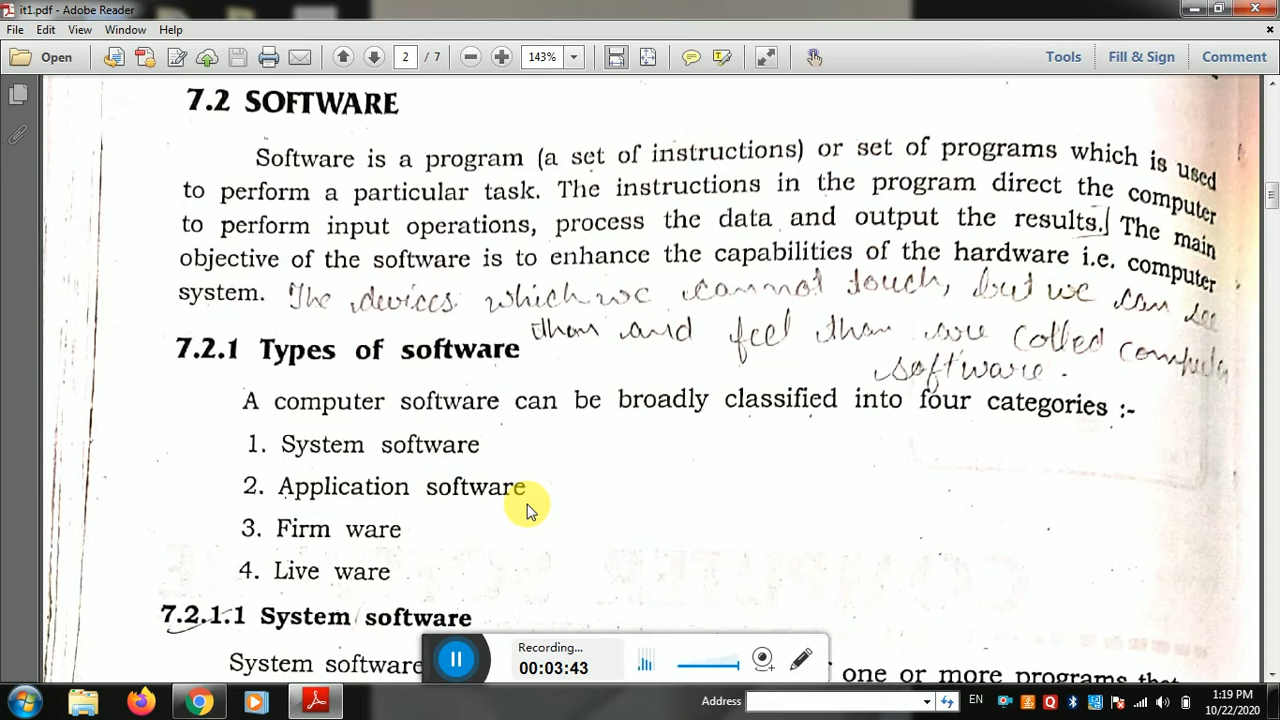 it1.pdf - Adobe Reader
File Edit View Window Help
Open 2 / 7 143% Tools Fill & Sign Comment
7.2 SOFTWARE
Software is a program (a set of instructions) or set of programs which is used
to perform a particular task. The instructions in the program direct the computer
to perform input operations, process the data and output the results. The main
objective of the software is to enhance the capabilities of the hardware i.e. computer
system. The devices which we cannot touch, but we can see
than and feel than are called
software.
7.2.1 Types of software
A computer software can be broadly classified into four categories :-
1. System software
2. Application software
3. Firm ware
4. Live ware
7.2.1.1 System software
System software one or more programs that
Recording...
00:03:43
Address EN 1:19 PM
10/22/2020